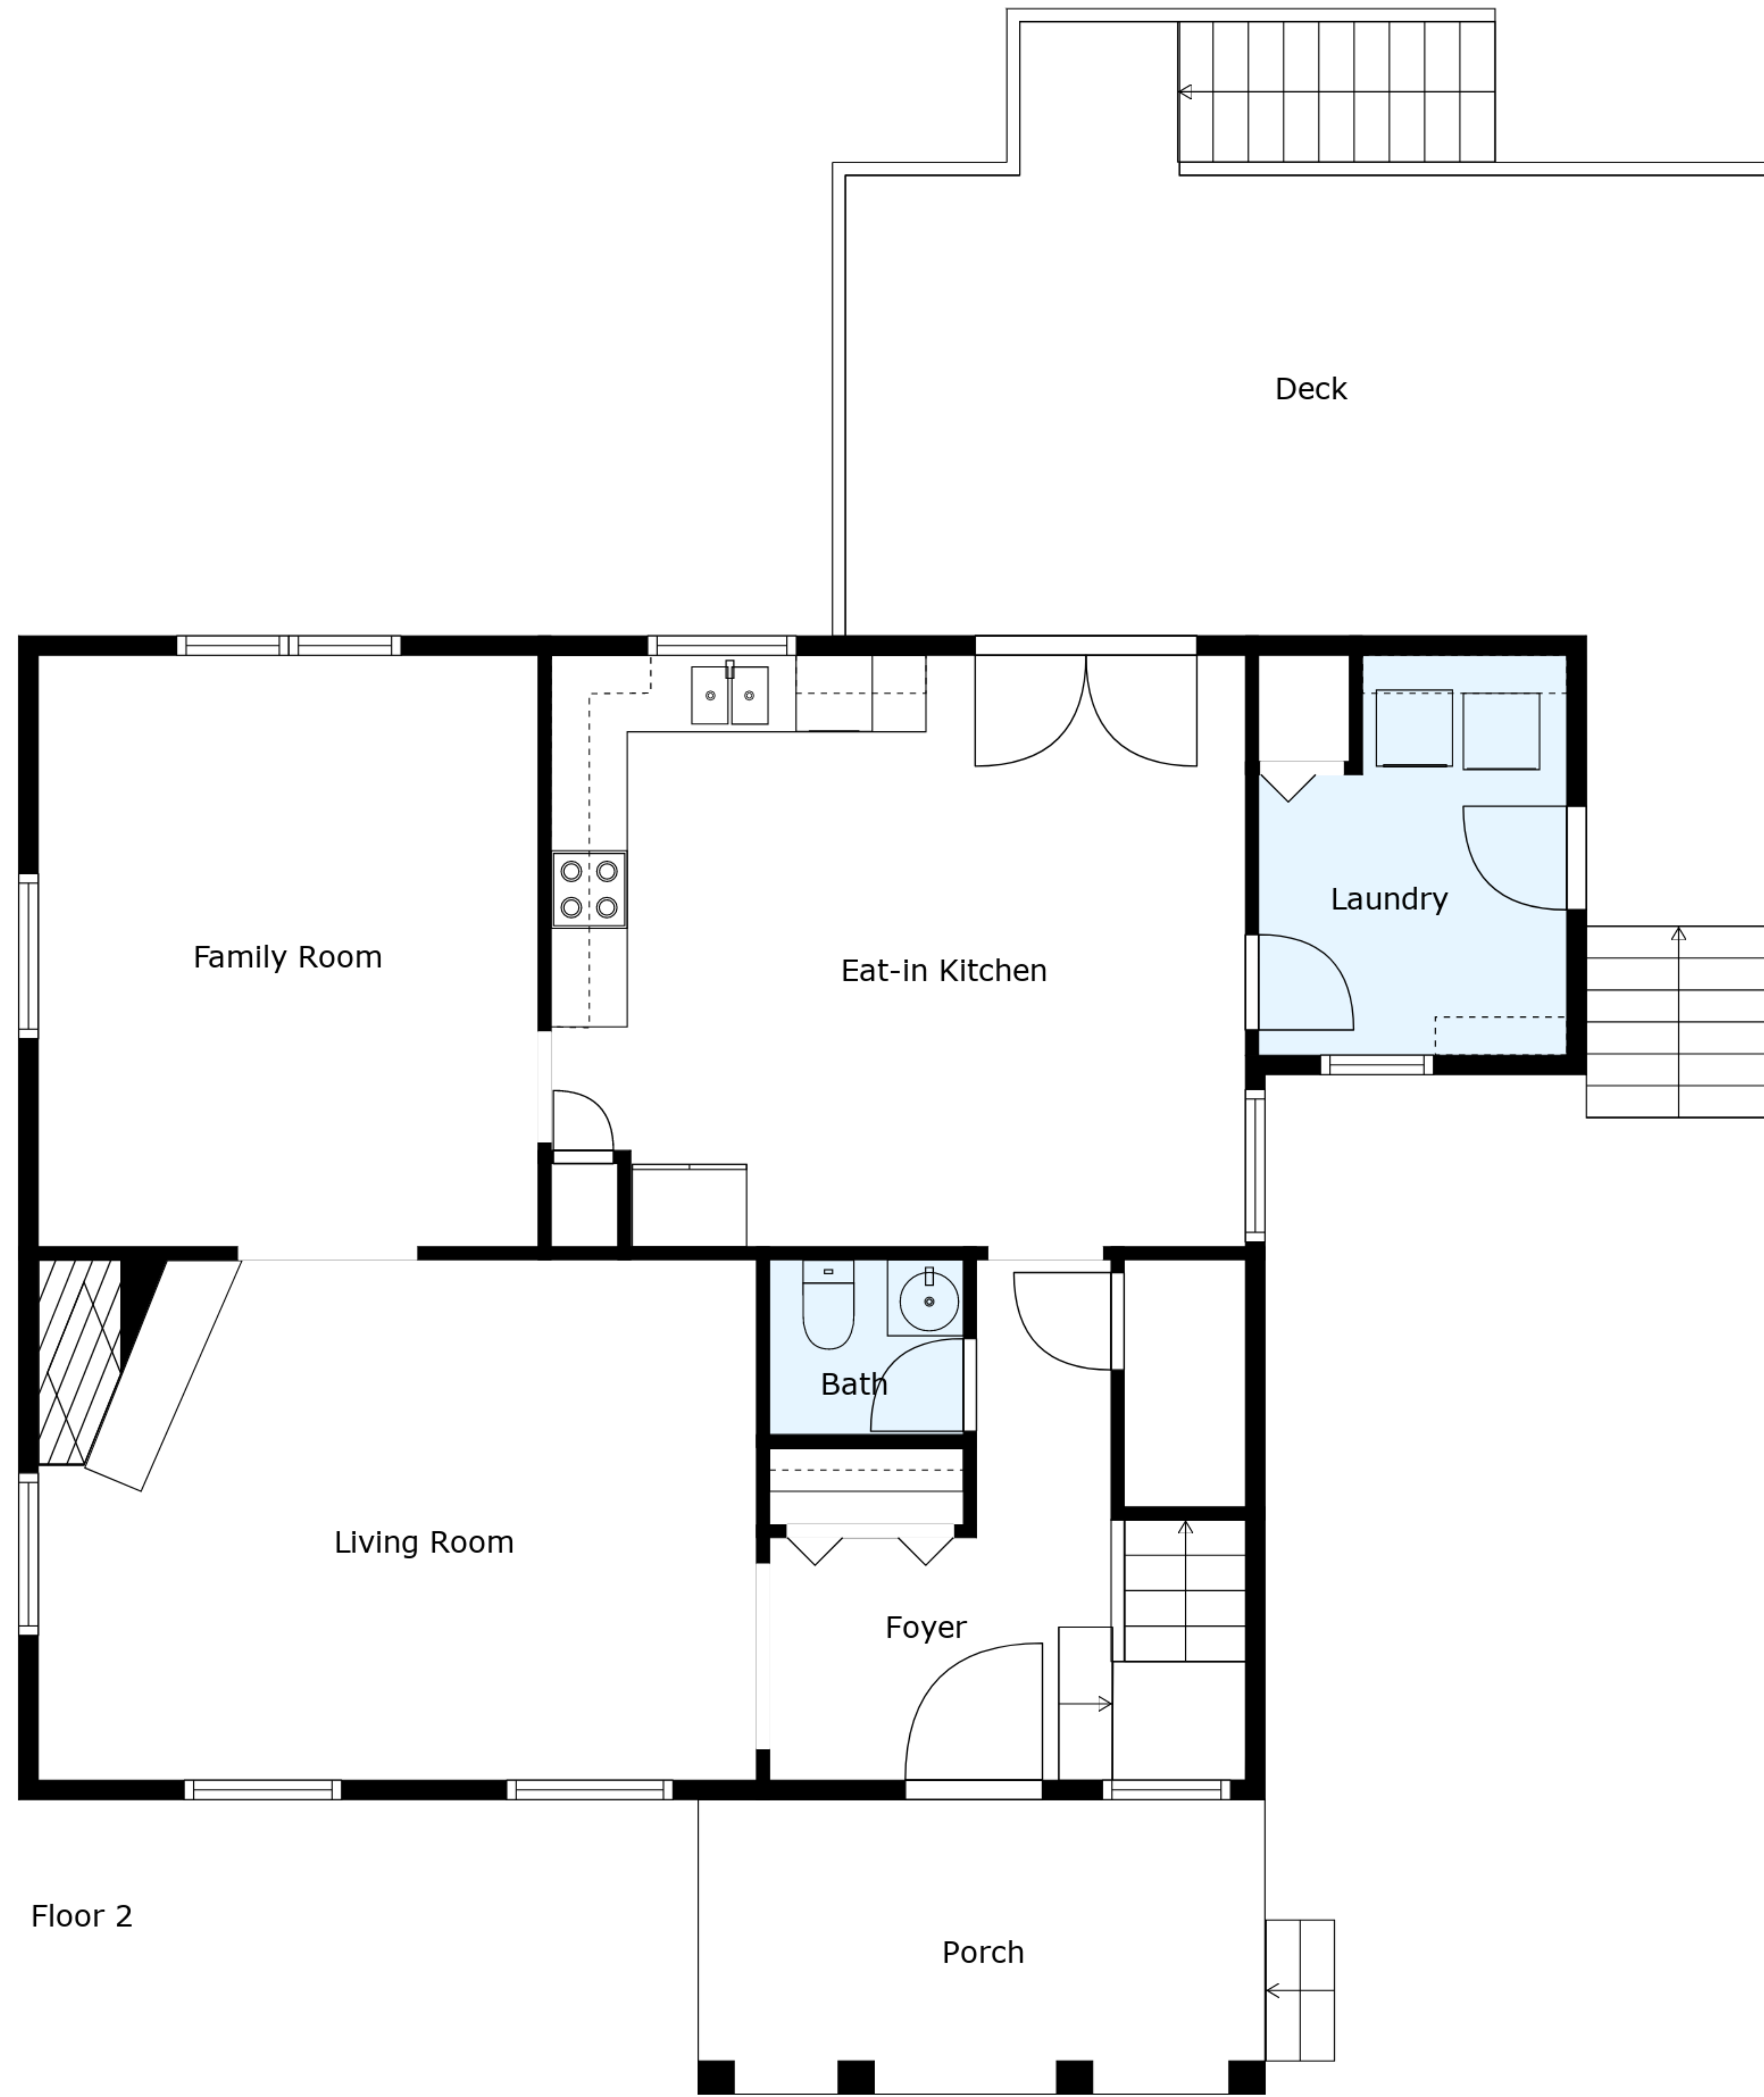 Deck
Laundry
Family Room
Eat-in Kitchen
Bath
Living Room
Foyer
Floor 2
Porch